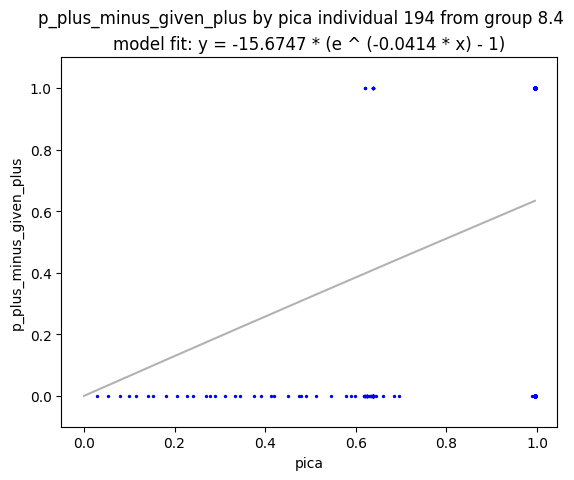 p_plus_minus_given_plus by pica individual 194 from group 8.4
model fit: y = -15.6747 * (e ^ (-0.0414 * x) - 1)
p_plus_minus_given_plus
1.0
0.8
0.6
0.4
0.2
0.0
0.0 0.2 0.4 0.6 0.8 1.0
pica